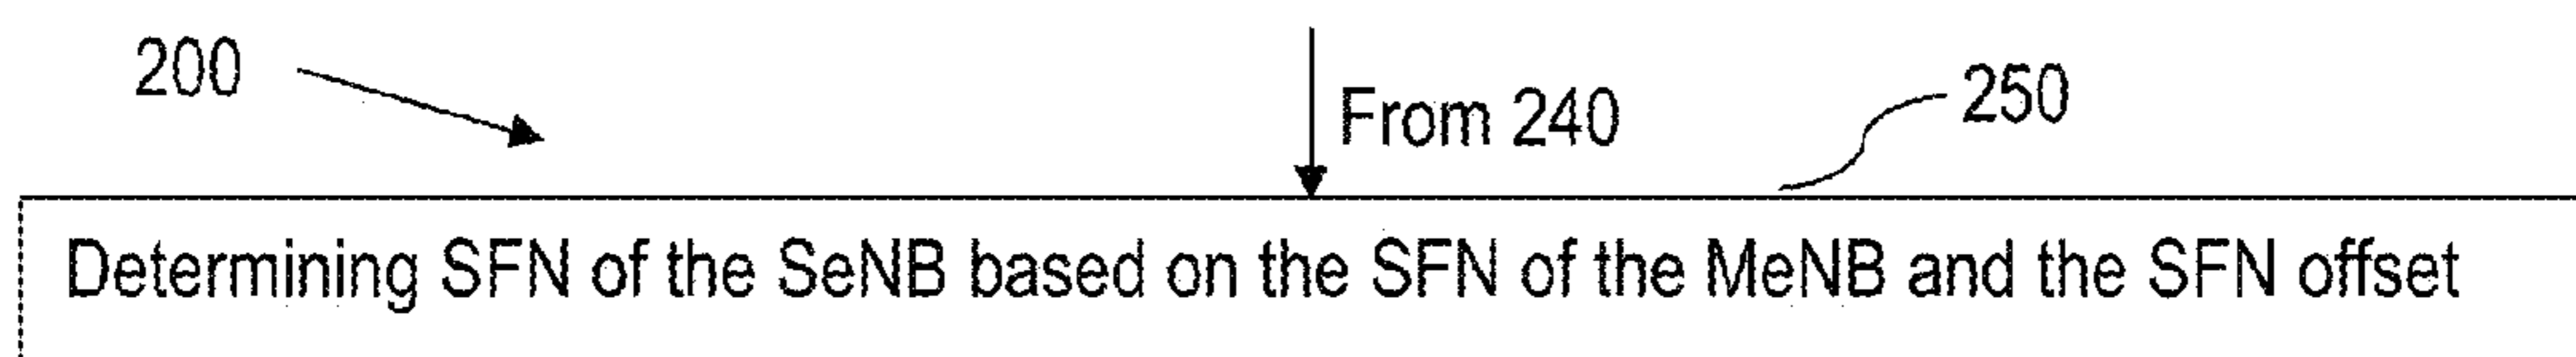 200
From 240
250
Determining SFN of the SeNB based on the SFN of the MeNB and the SFN offset